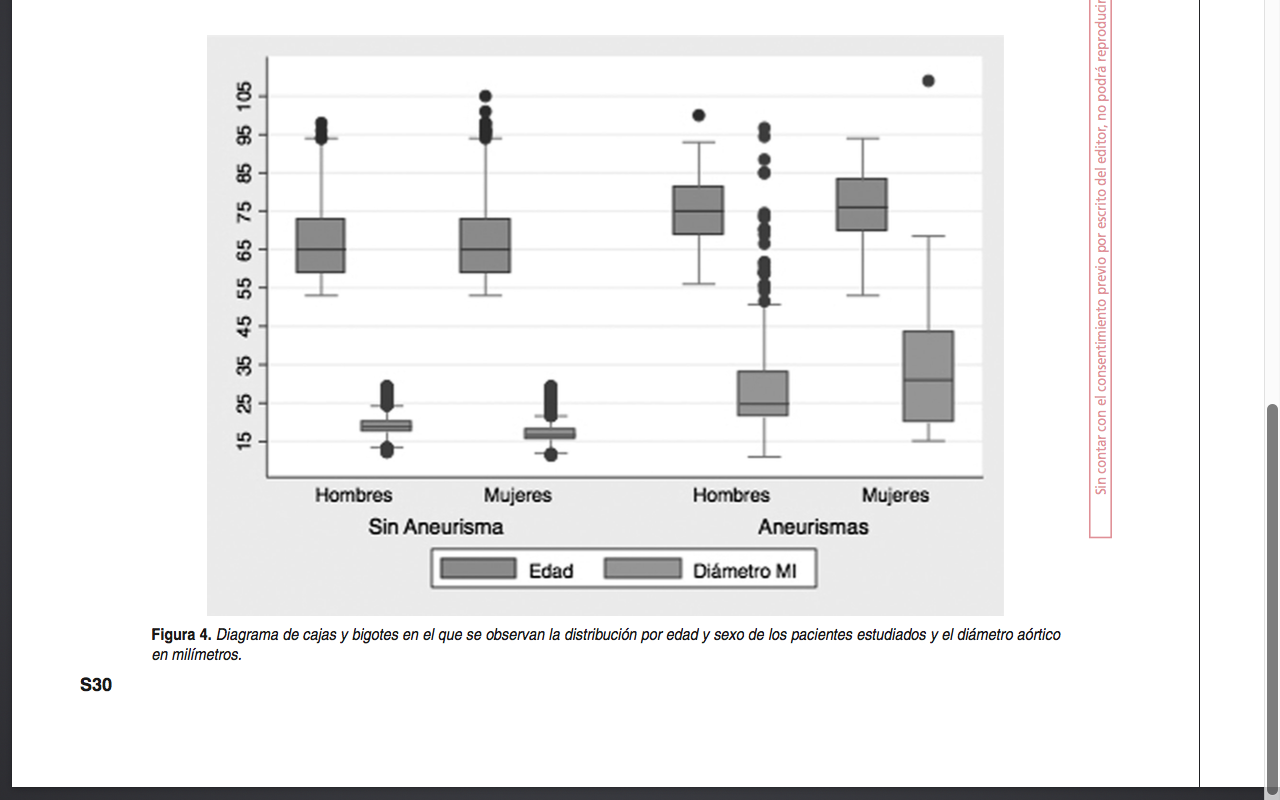 Sin contar con el consentimiento previo por escrito del editor, no podrá reproducir
105
95
85
75
65
55
45
35
25
15
Hombres Mujeres Hombres Mujeres
Sin Aneurisma Aneurismas
Edad Diámetro MI
Figura 4. Diagrama de cajas y bigotes en el que se observan la distribución por edad y sexo de los pacientes estudiados y el diámetro aórtico
en milímetros.
S30